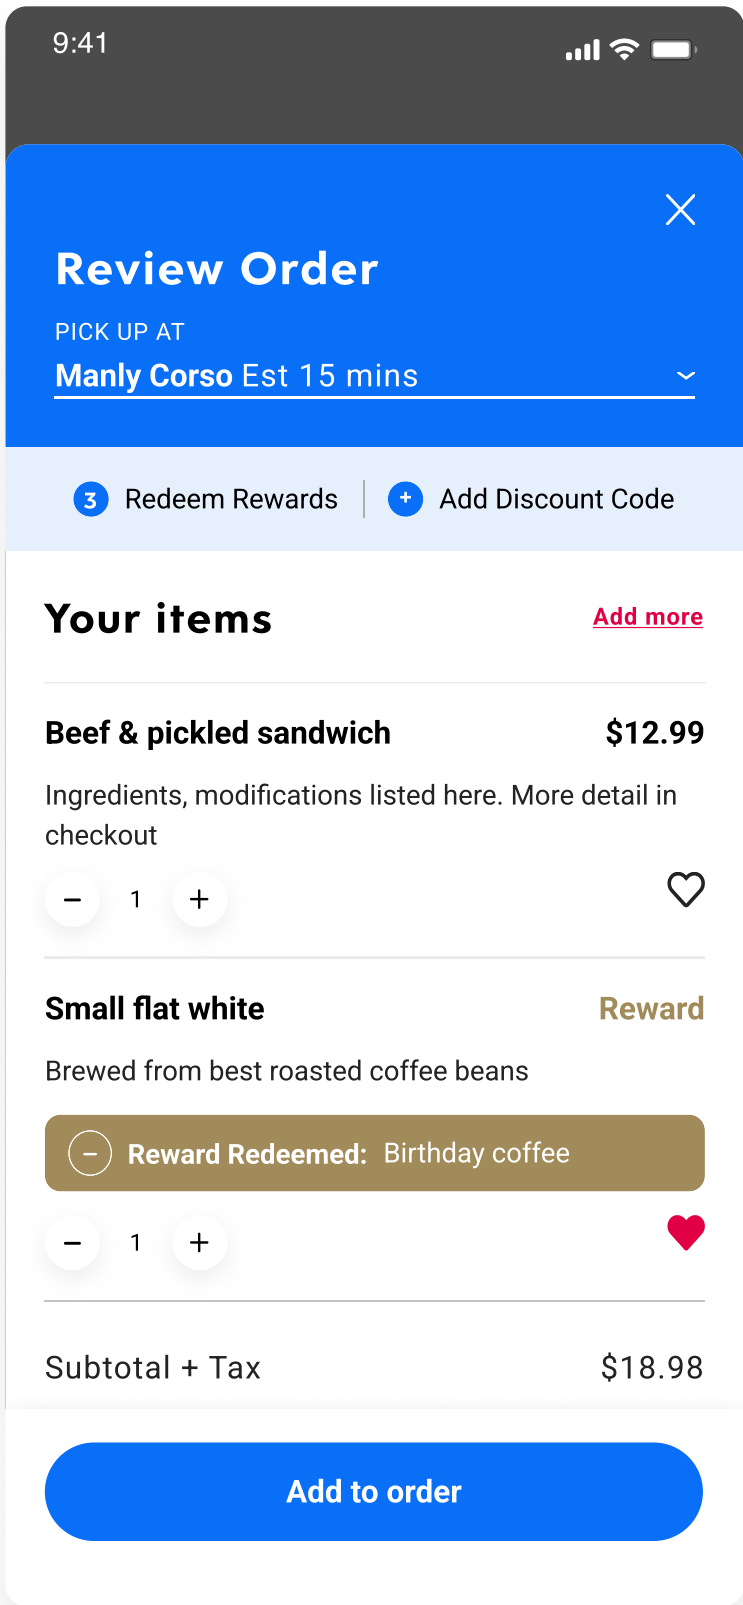 9:41
Review Order
PICK UP AT
Manly Corso Est 15 mins
3 Redeem Rewards + Add Discount Code
Your items Add more
Beef & pickled sandwich $12.99
Ingredients, modifications listed here. More detail in
checkout
− 1 +
Small flat white Reward
Brewed from best roasted coffee beans
− Reward Redeemed: Birthday coffee
− 1 +
Subtotal + Tax $18.98
Add to order